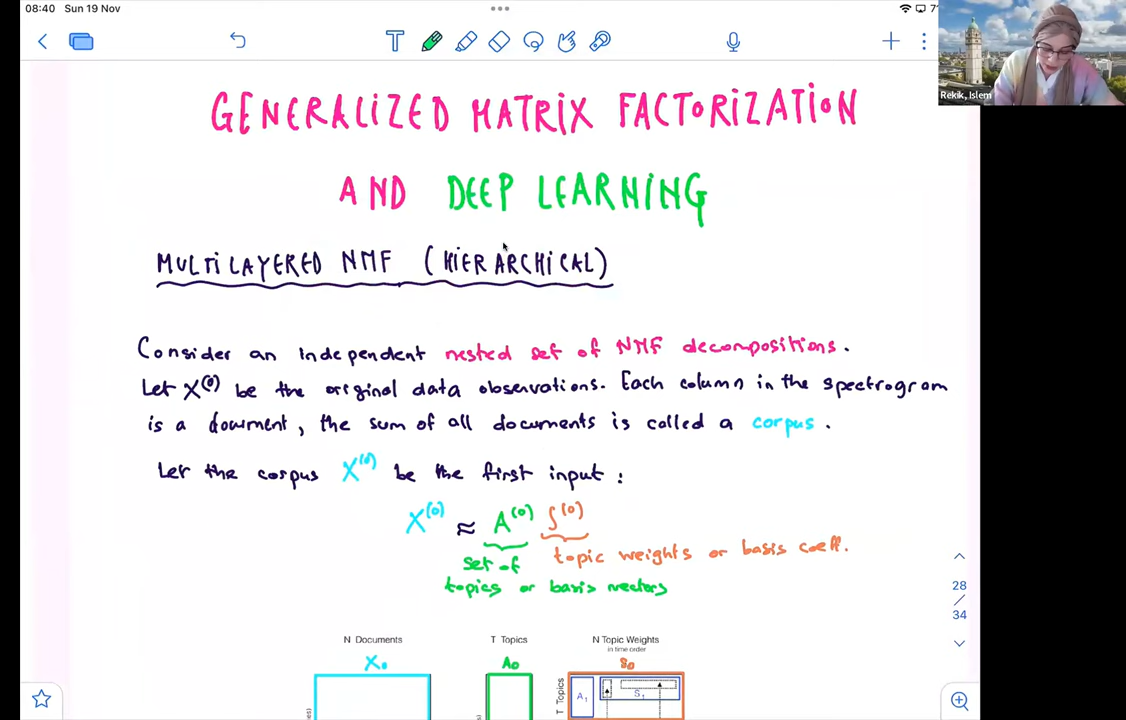 08:40 Sun 19 Nov
Rekik, Islem
GENERALIZED MATRIX FACTORIZATION
AND DEEP LEARNING
MULTILAYERED NMF (HIERARCHICAL)
Consider an independent nested set of NMF decompositions.
Let X^(0) be the original data observations. Each column in the spectrogram
is a document, the sum of all documents is called a corpus.
Let the corpus X^(0) be the first input:
X^(0) ≈ A^(0) S^(0)
set of topics or basis vectors
topic weights or basis coeff.
28
/
34
N Documents
T Topics
N Topic Weights
in time order
X₀
A₀
S₀
T Topics
A₁
S₁